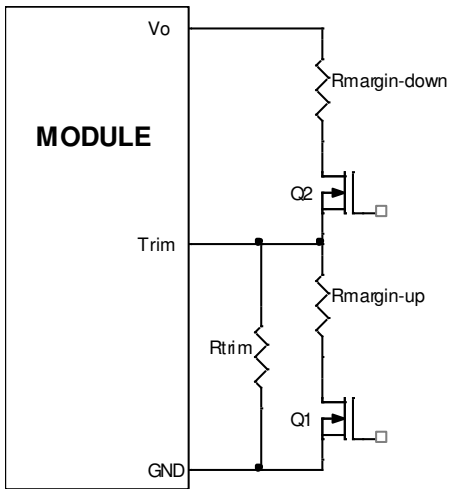 Vo
Rmargin-down
MODULE
Q2
Trim
Rmargin-up
Rtrim
Q1
GND